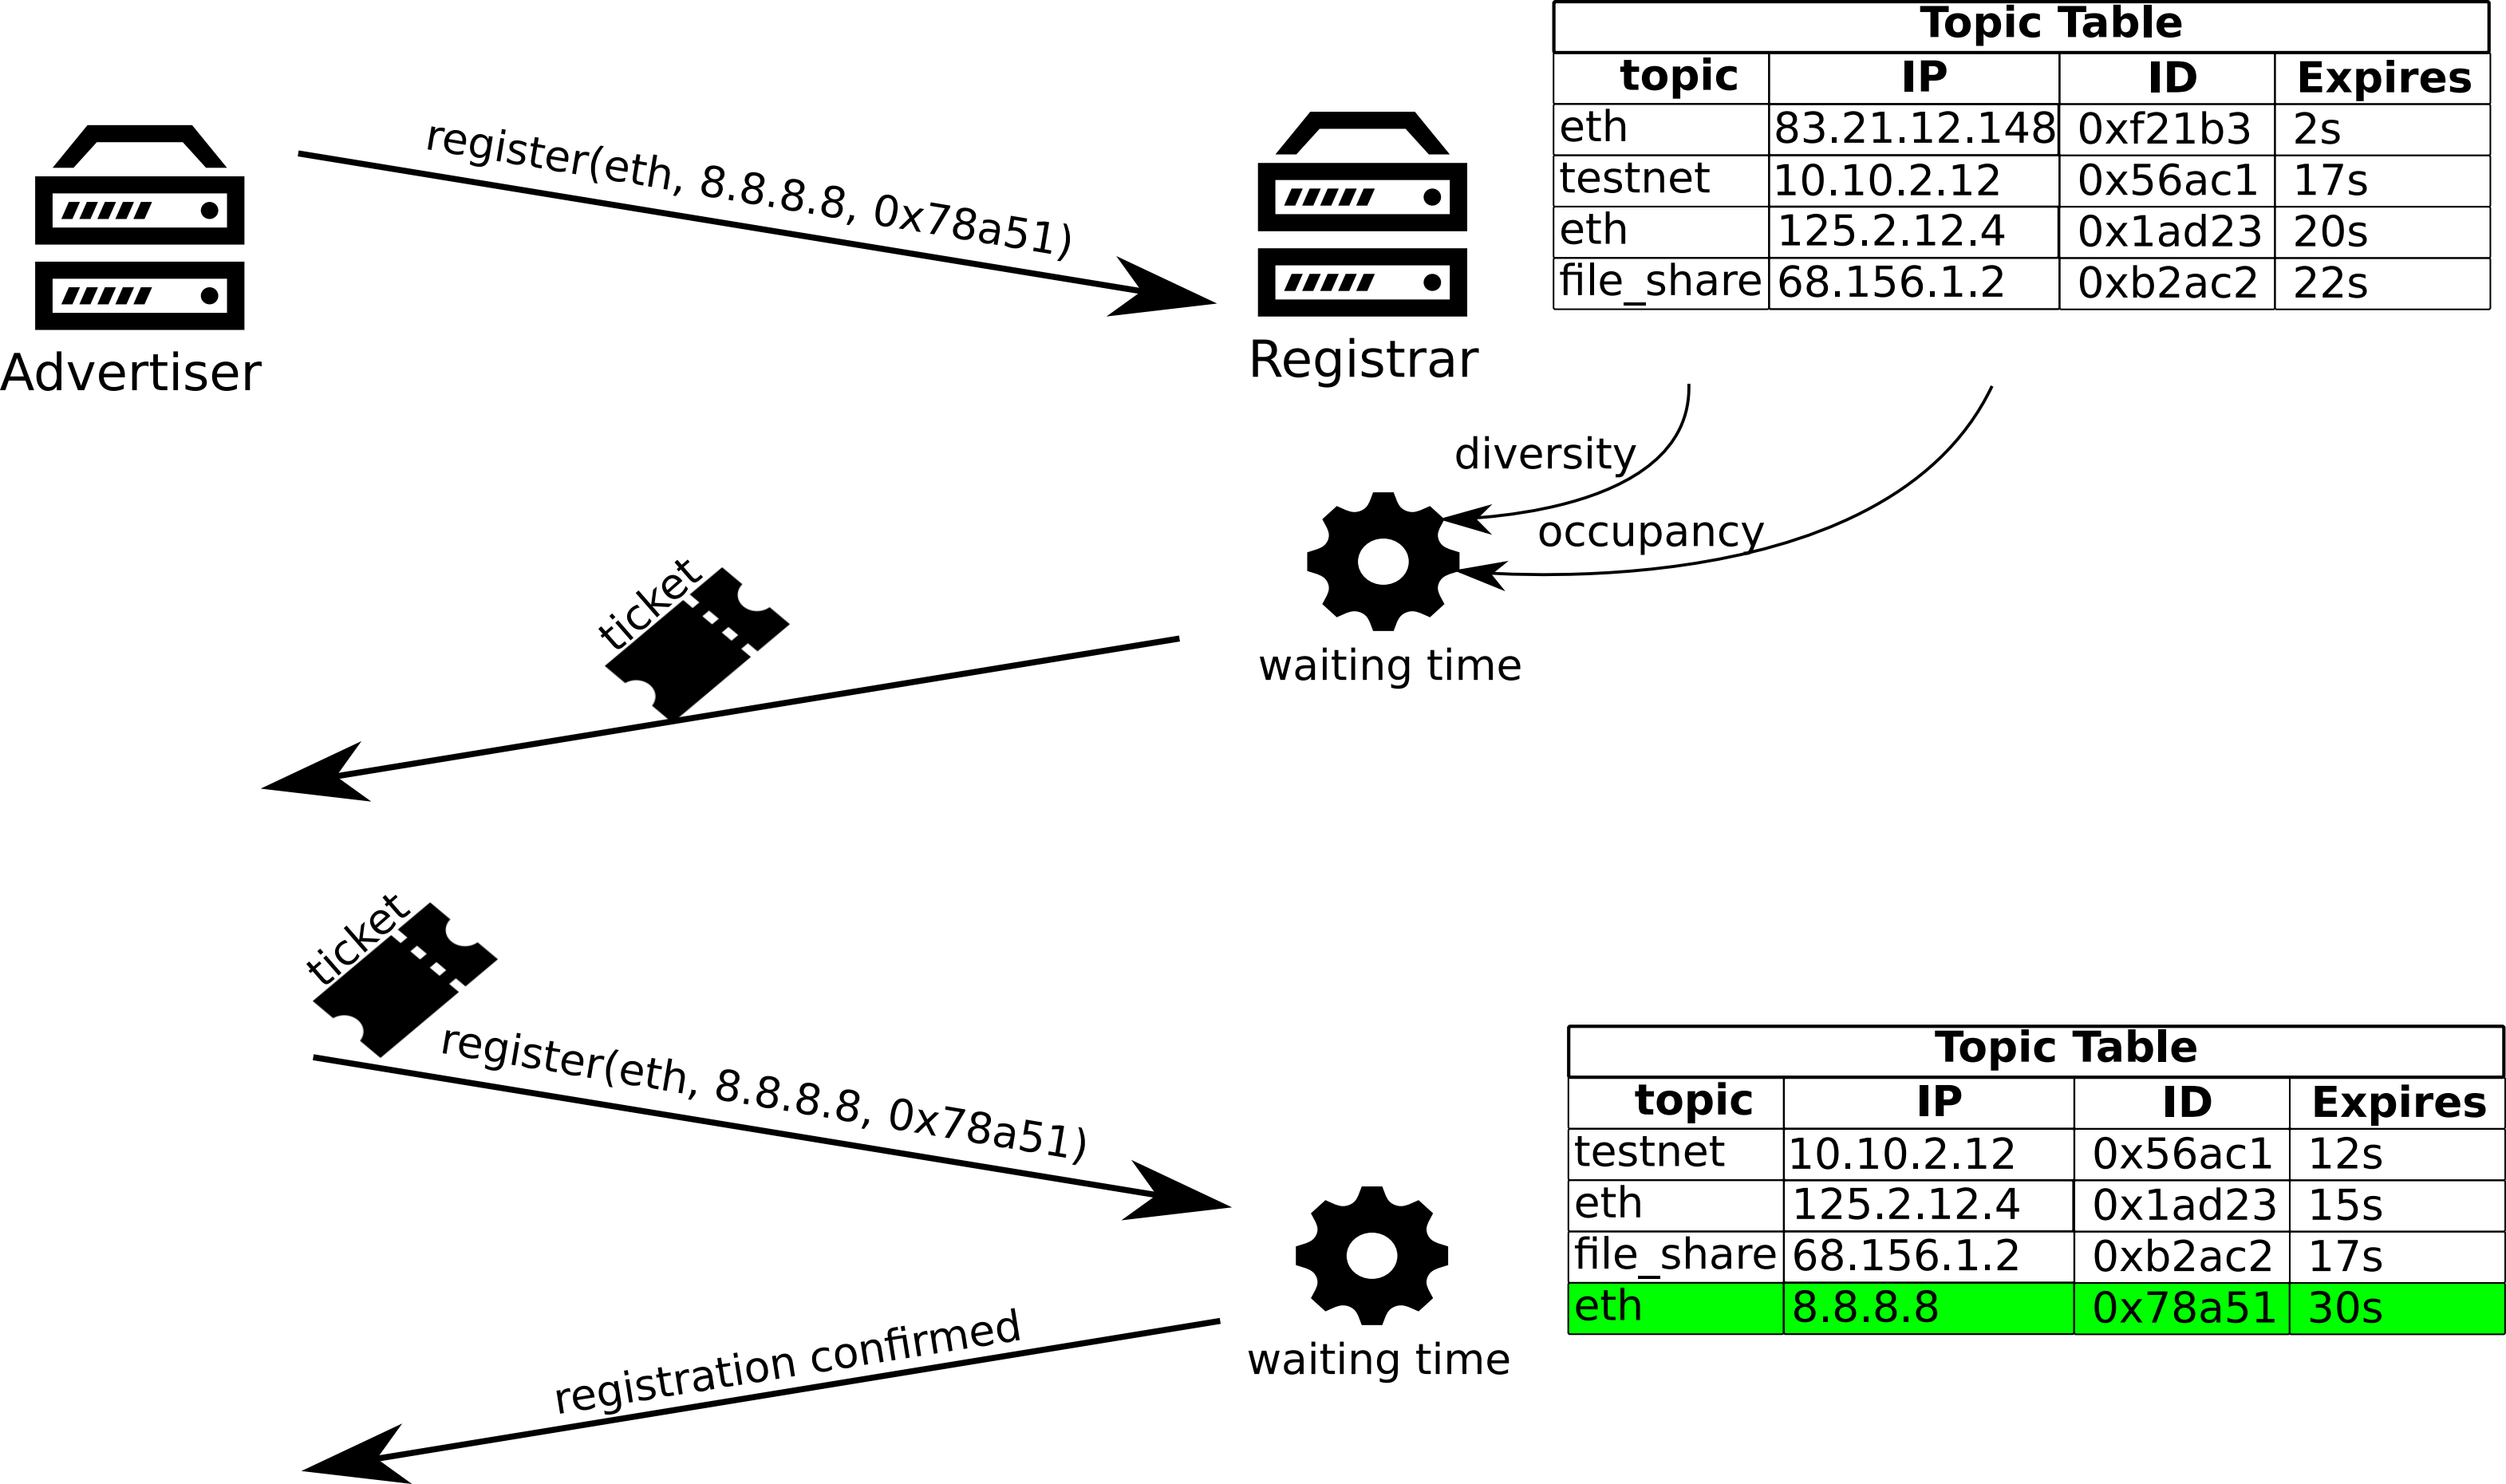 register(eth, 8.8.8.8, 0x78a51)
Advertiser
Registrar
Topic Table
topic IP ID Expires
eth 83.21.12.148 0xf21b3 2s
testnet 10.10.2.12 0x56ac1 17s
eth 125.2.12.4 0x1ad23 20s
file_share 68.156.1.2 0xb2ac2 22s
diversity
occupancy
waiting time
ticket
ticket
register(eth, 8.8.8.8, 0x78a51)
Topic Table
topic IP ID Expires
testnet 10.10.2.12 0x56ac1 12s
eth 125.2.12.4 0x1ad23 15s
file_share 68.156.1.2 0xb2ac2 17s
eth 8.8.8.8 0x78a51 30s
waiting time
registration confirmed